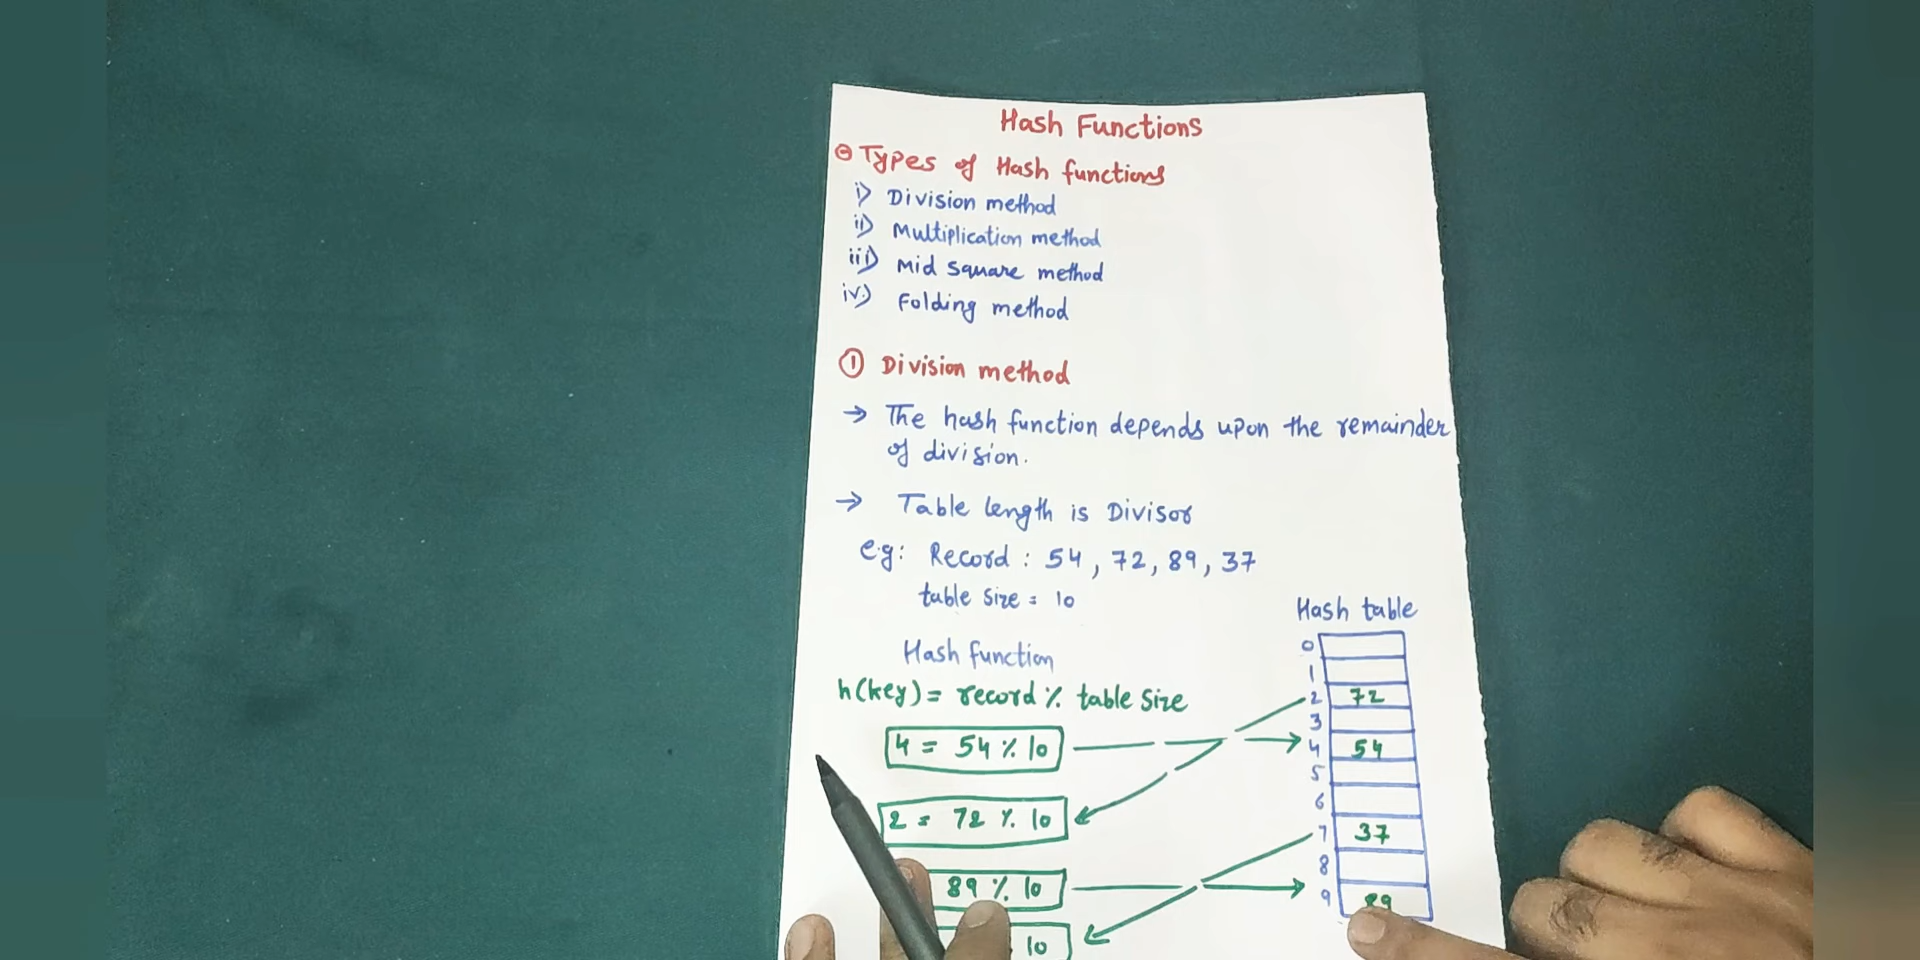 Hash Functions
Types of Hash functions
i) Division method
ii) Multiplication method
iii) Mid square method
iv) Folding method
① Division method
→ The hash function depends upon the remainder
of division.
→ Table length is Divisor
e.g: Record : 54, 72, 89, 37
table size = 10
Hash function
h(key) = record % table size
4 = 54 % 10
2 = 72 % 10
89 % 10
10
Hash table
0
1
2 72
3
4 54
5
6
7 37
8
9 89